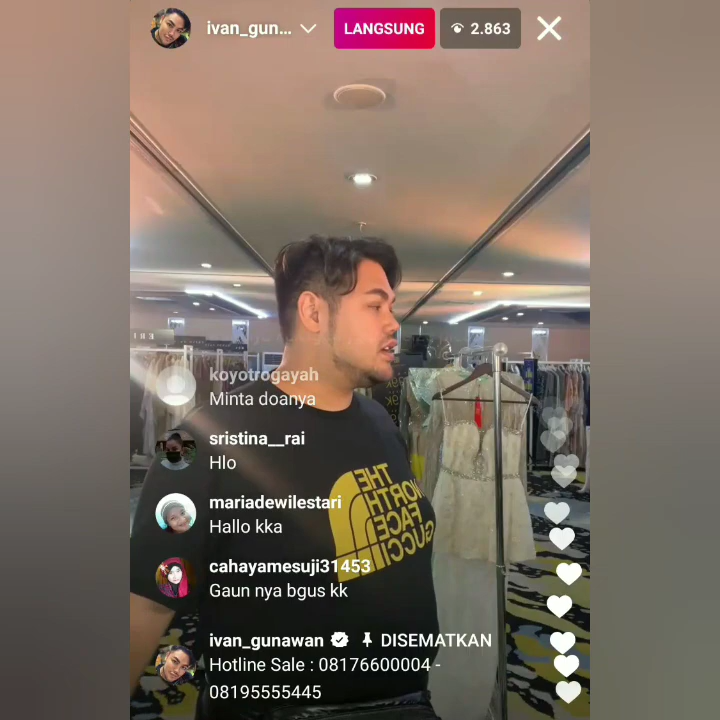 ivan_gun...
LANGSUNG
2.863
koyotrogayah
Minta doanya
sristina__rai
Hlo
mariadewilestari
Hallo kka
cahayamesuji31453
Gaun nya bgus kk
ivan_gunawan DISEMATKAN
Hotline Sale : 08176600004 -
08195555445
THE
NORTH
FACE
GUCCI